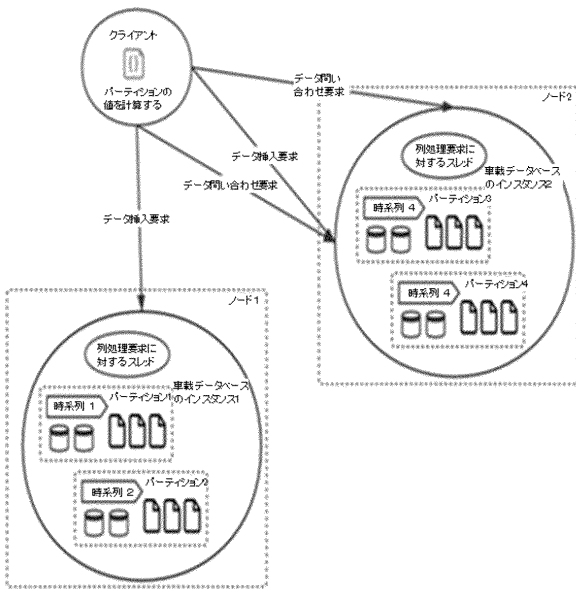 クライアント
パーティションの
値を計算する
データ問い
合わせ要求
ノード2
データ挿入要求
データ問い合わせ要求
データ挿入要求
列処理要求に
対するスレッド
車載データベース
のインスタンス2
時系列 4
パーティション3
時系列 4
パーティション4
ノード1
列処理要求に
対するスレッド
車載データベース
のインスタンス1
時系列 1
パーティション1
時系列 2
パーティション2